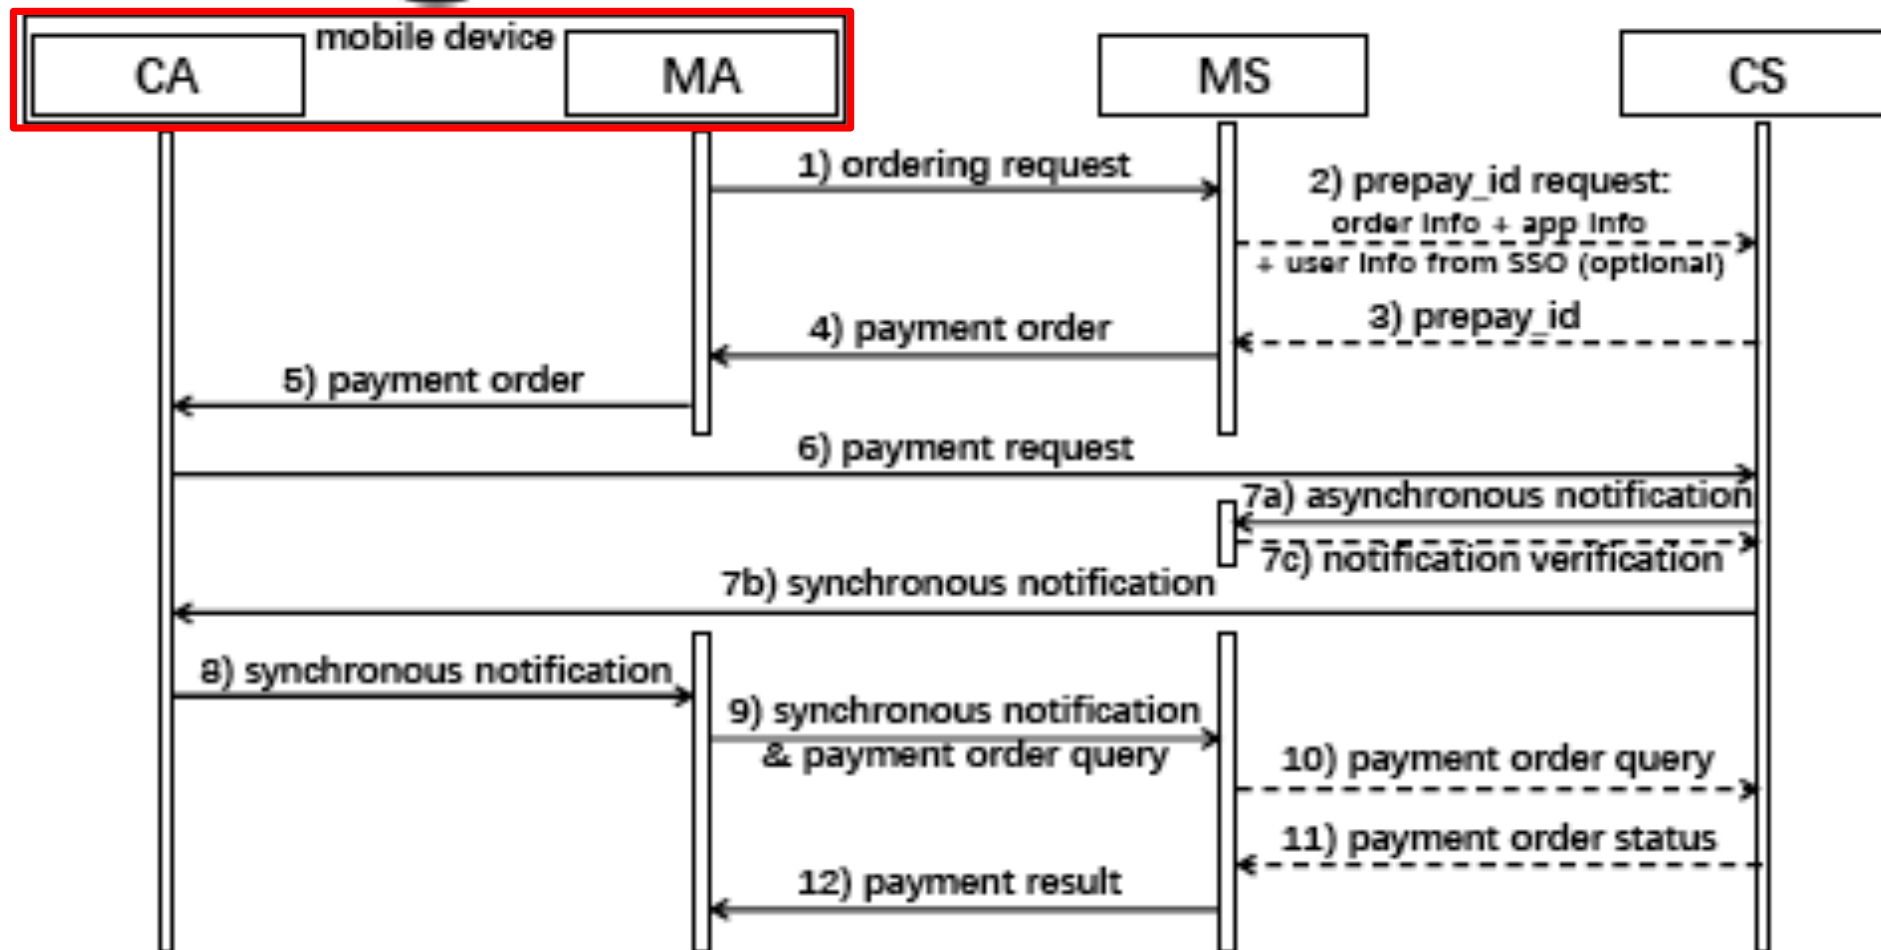 mobile device
CA
MA
MS
CS
1) ordering request
2) prepay_id request:
order info + app info
+ user info from SSO (optional)
3) prepay_id
4) payment order
5) payment order
6) payment request
7a) asynchronous notification
7c) notification verification
7b) synchronous notification
8) synchronous notification
9) synchronous notification
& payment order query
10) payment order query
11) payment order status
12) payment result